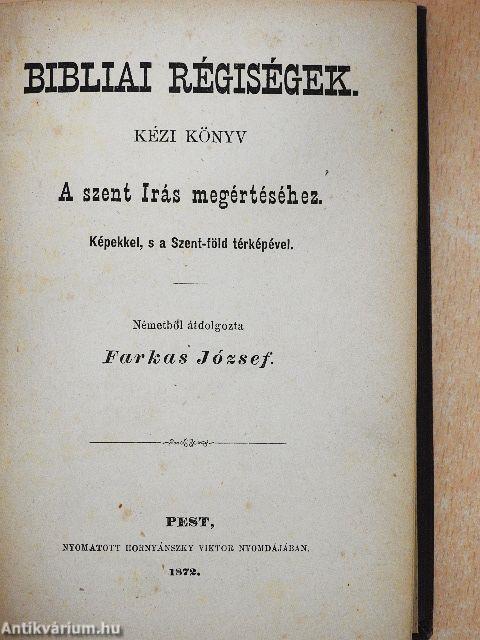 BIBLIAI RÉGISÉGEK.
KÉZI KÖNYV
A szent Irás megértéséhez.
Képekkel, s a Szent-föld térképével.
Németből átdolgozta
Farkas József.
PEST,
NYOMATOTT HORNYÁNSZKY VIKTOR NYOMDÁJÁBAN,
1872.
Antikvárium.hu